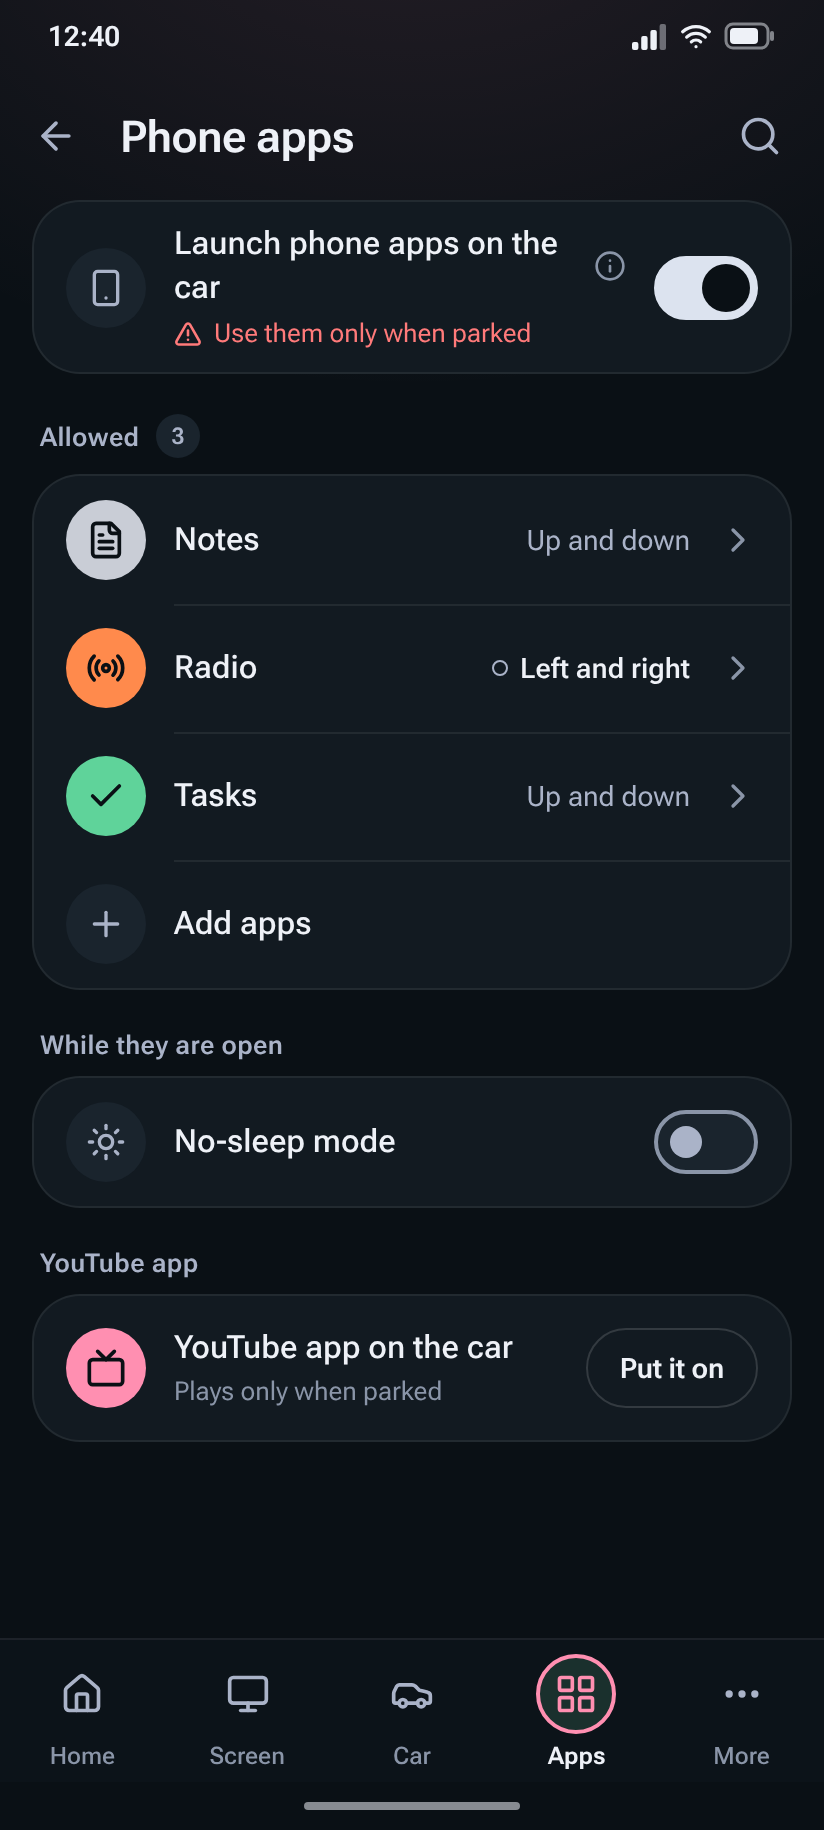 12:40
Phone apps
Launch phone apps on the
car
Use them only when parked
Allowed 3
Notes Up and down
Radio Left and right
Tasks Up and down
Add apps
While they are open
No-sleep mode
YouTube app
YouTube app on the car
Plays only when parked
Put it on
Home Screen Car Apps More